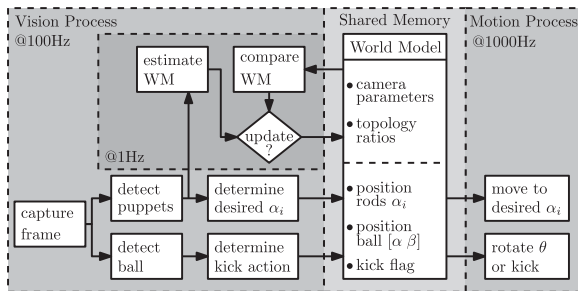 Vision Process
@100Hz
Shared Memory
Motion Process
@1000Hz
World Model
estimate
WM
compare
WM
update
?
@1Hz
• camera
parameters
• topology
ratios
capture
frame
detect
puppets
determine
desired αᵢ
• position
rods αᵢ
move to
desired αᵢ
detect
ball
determine
kick action
• position
ball [α β]
• kick flag
rotate θ
or kick